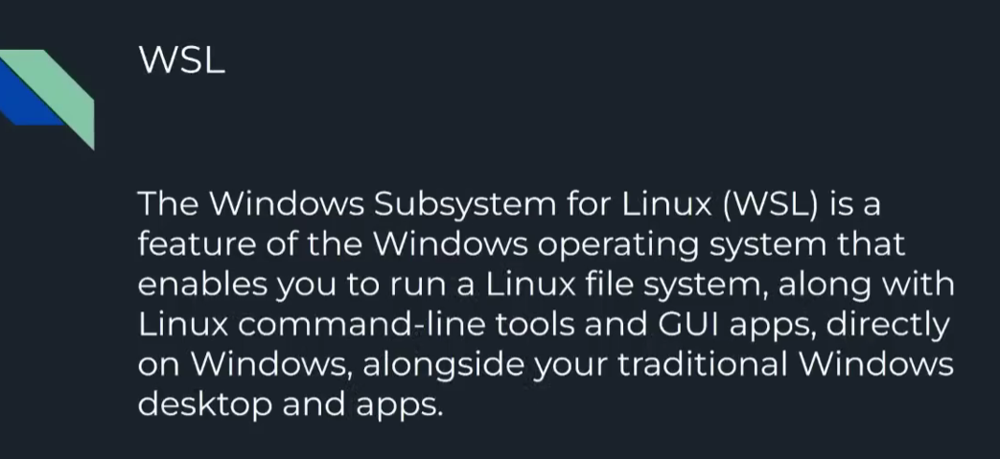 WSL
The Windows Subsystem for Linux (WSL) is a
feature of the Windows operating system that
enables you to run a Linux file system, along with
Linux command-line tools and GUI apps, directly
on Windows, alongside your traditional Windows
desktop and apps.